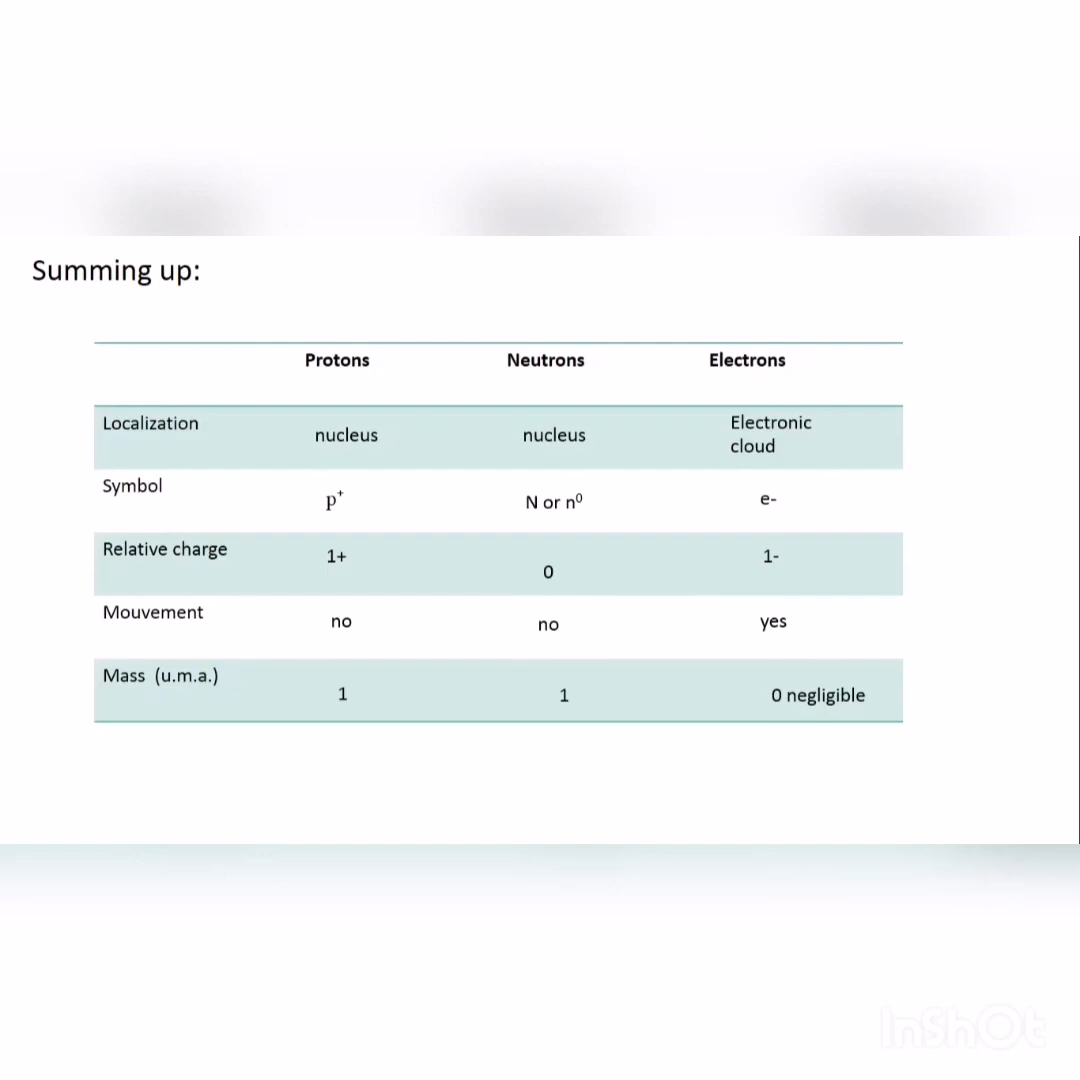 Summing up:
Protons Neutrons Electrons
Localization nucleus nucleus Electronic cloud
Symbol p⁺ N or n⁰ e-
Relative charge 1+ 0 1-
Mouvement no no yes
Mass (u.m.a.) 1 1 0 negligible
InShOt